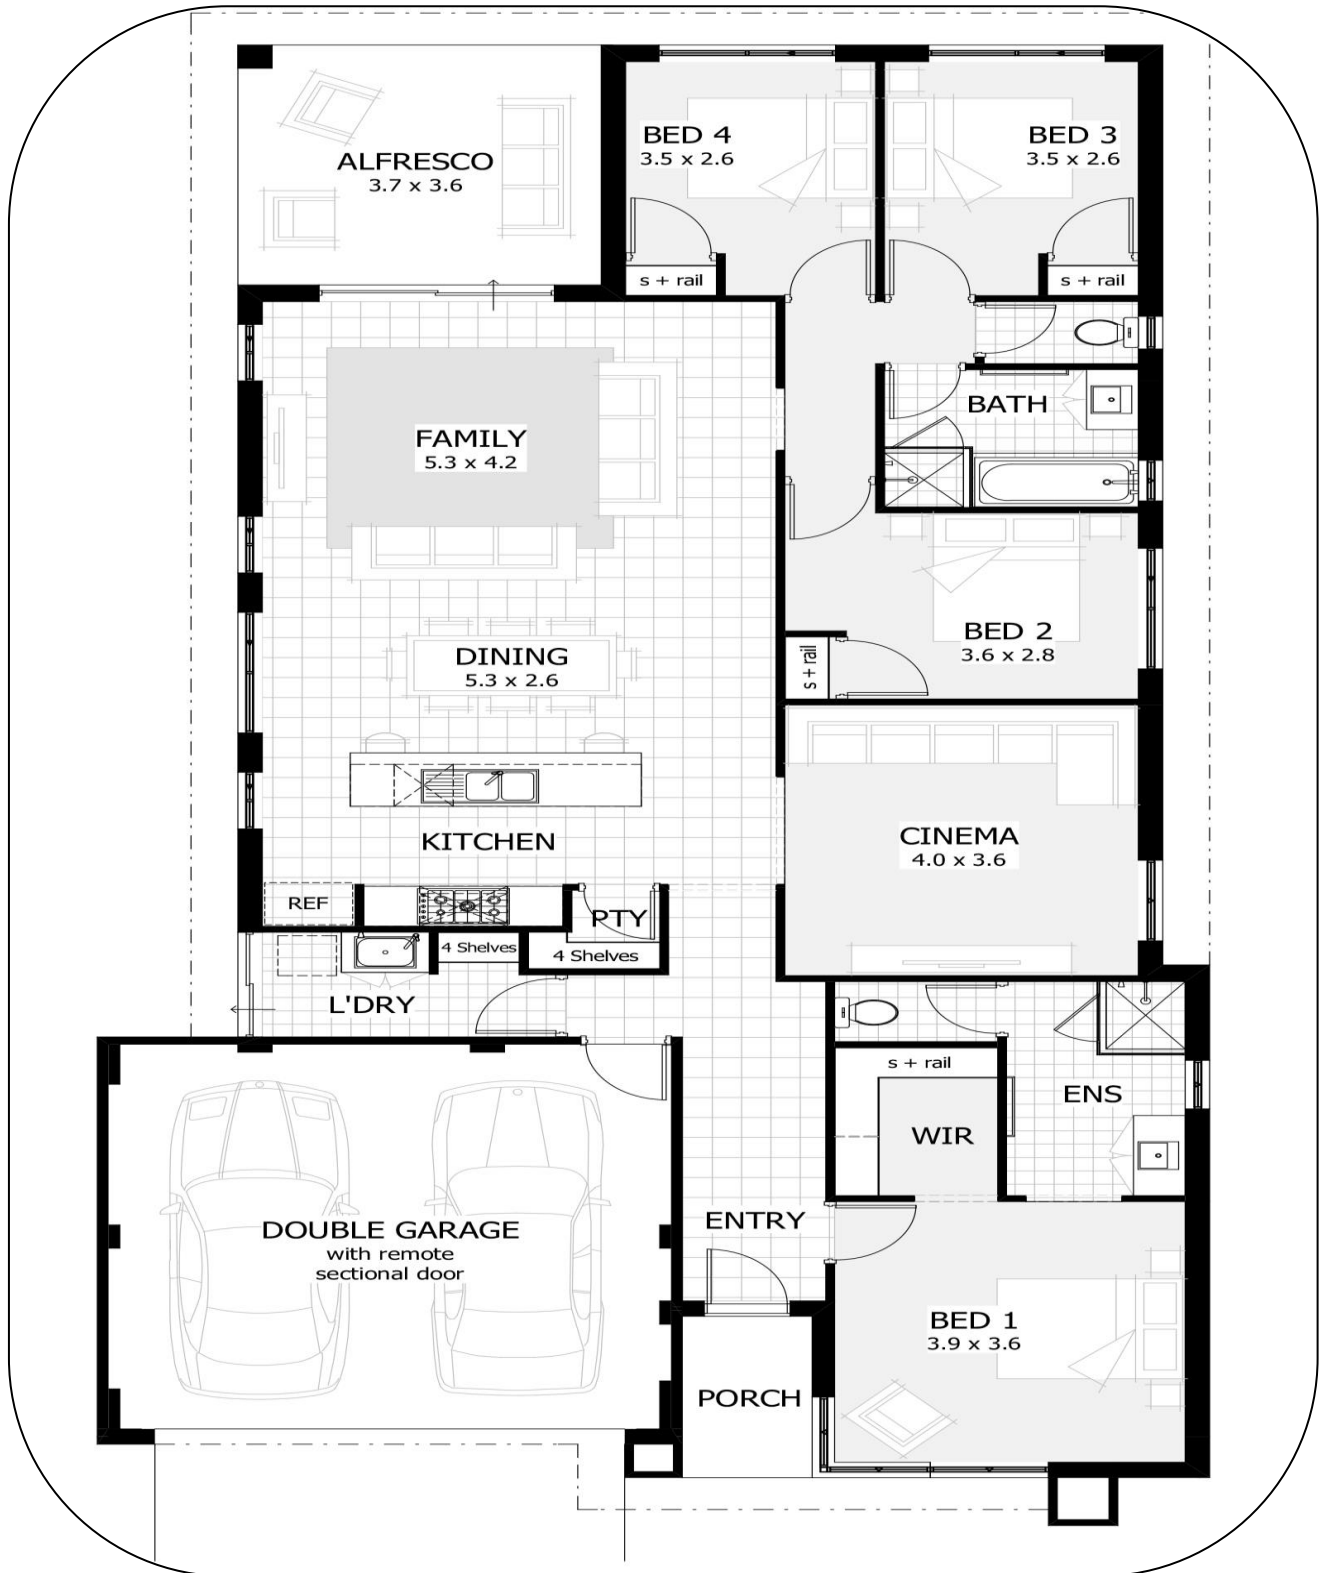 BED 4
3.5 x 2.6
BED 3
3.5 x 2.6
ALFRESCO
3.7 x 3.6
s + rail
s + rail
BATH
FAMILY
5.3 x 4.2
BED 2
3.6 x 2.8
s + rail
DINING
5.3 x 2.6
KITCHEN
CINEMA
4.0 x 3.6
REF
PTY
4 Shelves
4 Shelves
L'DRY
s + rail
ENS
WIR
ENTRY
DOUBLE GARAGE
with remote
sectional door
BED 1
3.9 x 3.6
PORCH